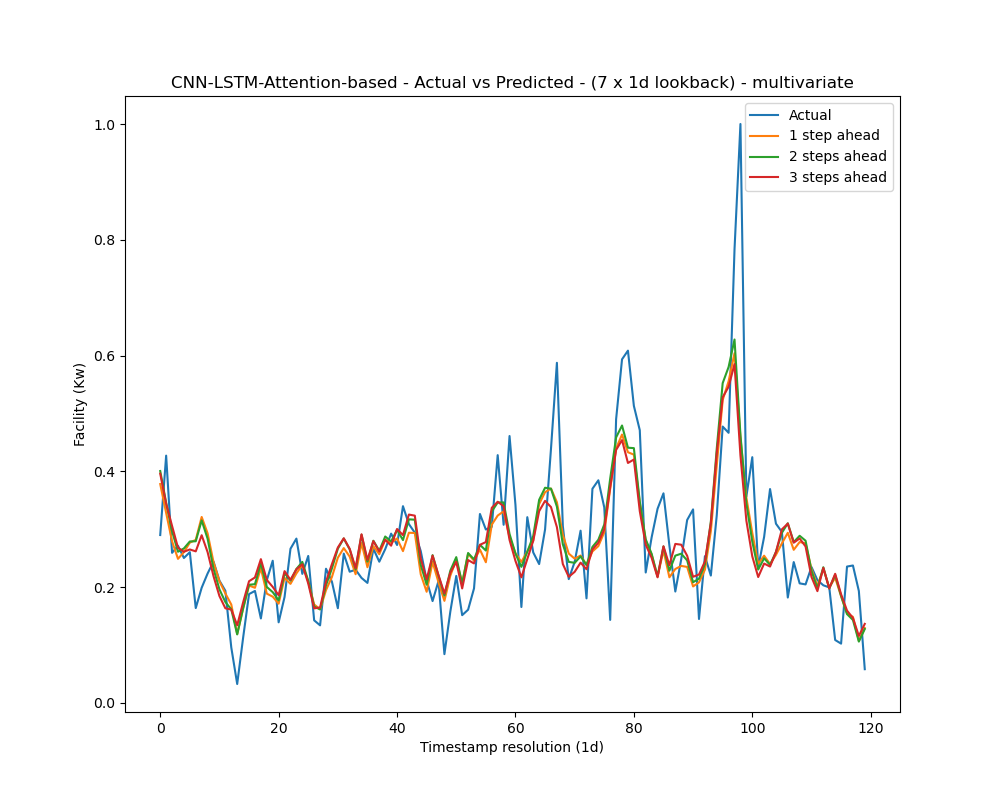 CNN-LSTM-Attention-based - Actual vs Predicted - (7 x 1d lookback) - multivariate
Actual
1 step ahead
2 steps ahead
3 steps ahead
1.0
0.8
0.6
0.4
0.2
0.0
Facility (Kw)
0 20 40 60 80 100 120
Timestamp resolution (1d)